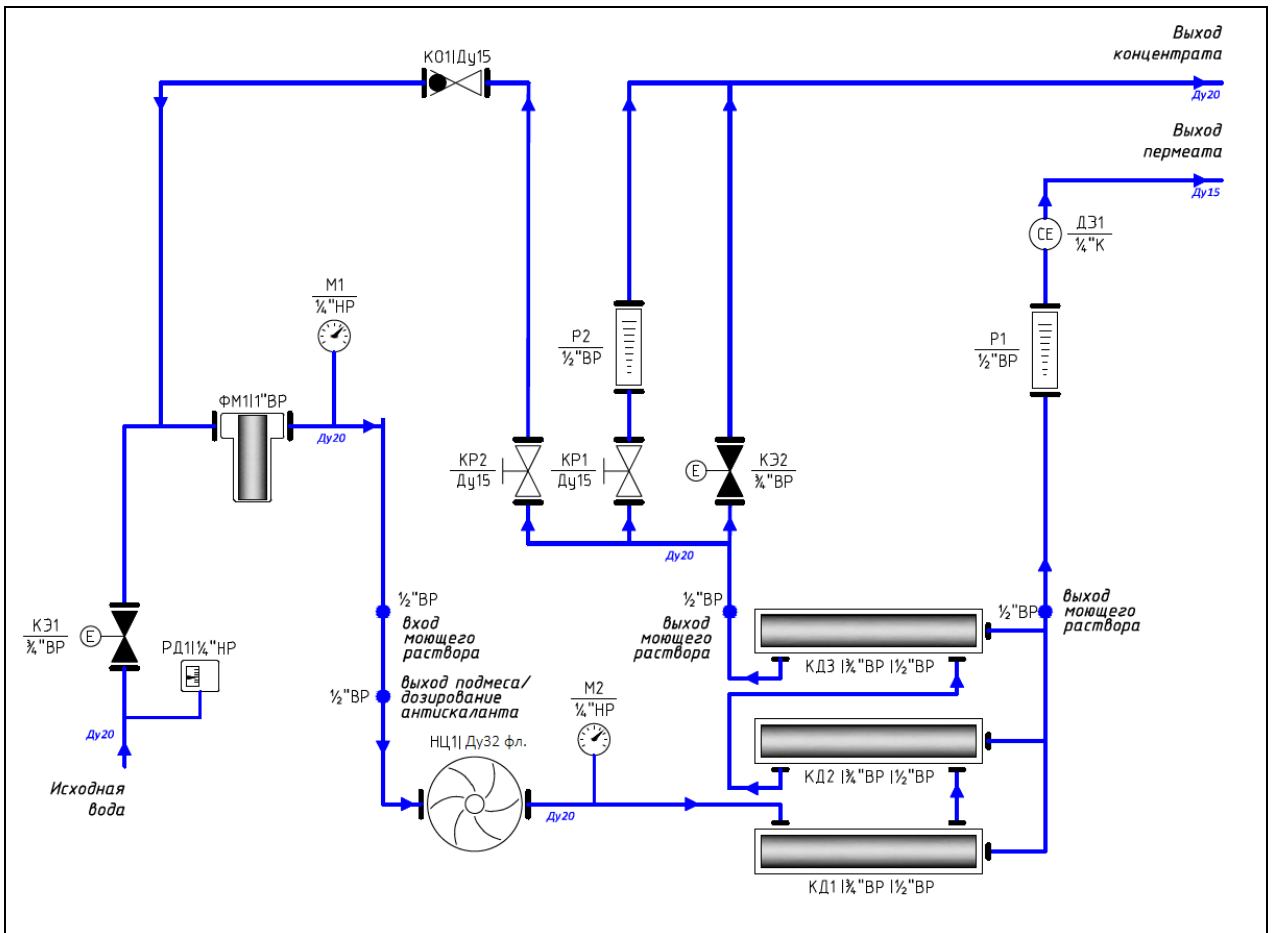 КО1|Ду15
Выход
концентрата
Ду20
Выход
пермеата
Ду15
CE
ДЭ1
¼"К
М1
¼"НР
Р2
½"ВР
Р1
½"ВР
ФМ1|1"ВР
Ду20
КР2
Ду15
КР1
Ду15
E
КЭ2
¾"ВР
Ду20
½"ВР
вход
моющего
раствора
½"ВР
выход
моющего
раствора
½"ВР
выход
моющего
раствора
КЭ1
¾"ВР
E
РД1|¼"НР
КД3 |¾"ВР |½"ВР
½"ВР
выход подмеса/
дозирование
антискаланта
М2
¼"НР
Ду20
НЦ1| Ду32 фл.
КД2 |¾"ВР |½"ВР
Исходная
вода
Ду20
КД1 |¾"ВР |½"ВР